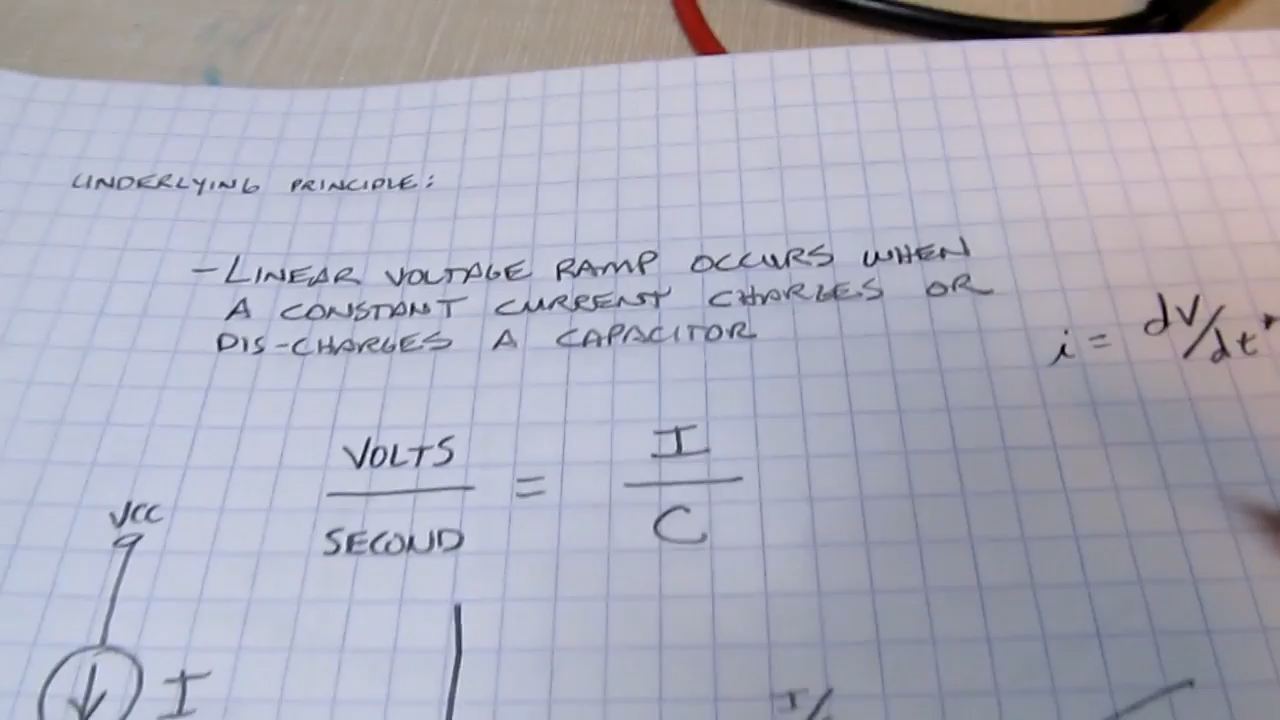 UNDERLYING PRINCIPLE:
- LINEAR VOLTAGE RAMP OCCURS WHEN
A CONSTANT CURRENT CHARGES OR
DIS-CHARGES A CAPACITOR
i = dV/dt
VOLTS
SECOND
=
I
C
VCC
I
I/